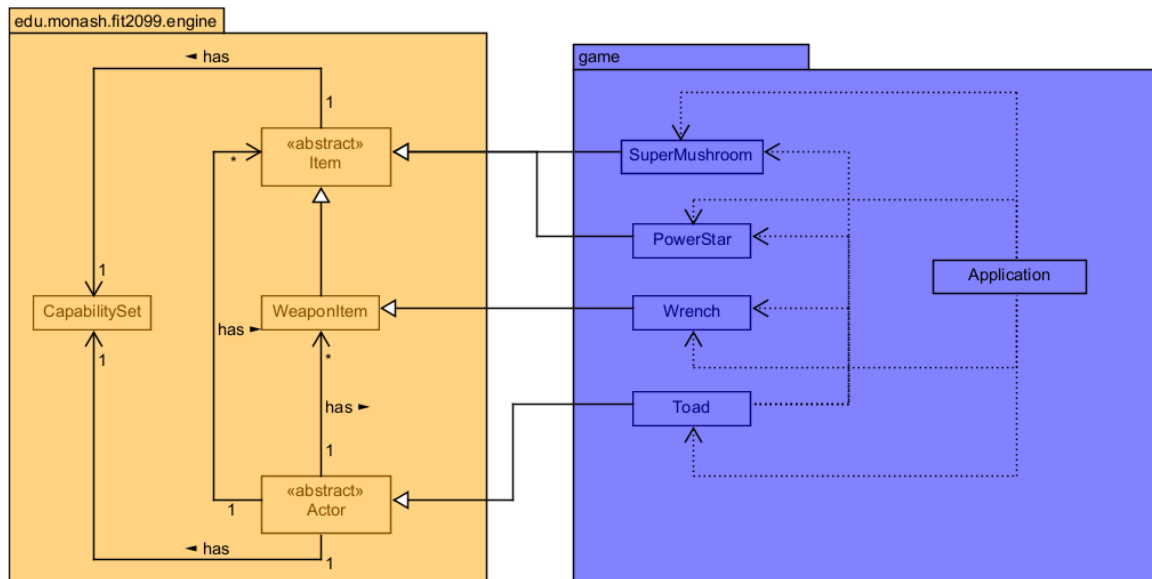 edu.monash.fit2099.engine
game
◄ has
1
«abstract»
Item
*
SuperMushroom
PowerStar
Application
1
CapabilitySet
WeaponItem
Wrench
has ►
1
*
Toad
has ►
1
«abstract»
Actor
1
◄ has
1